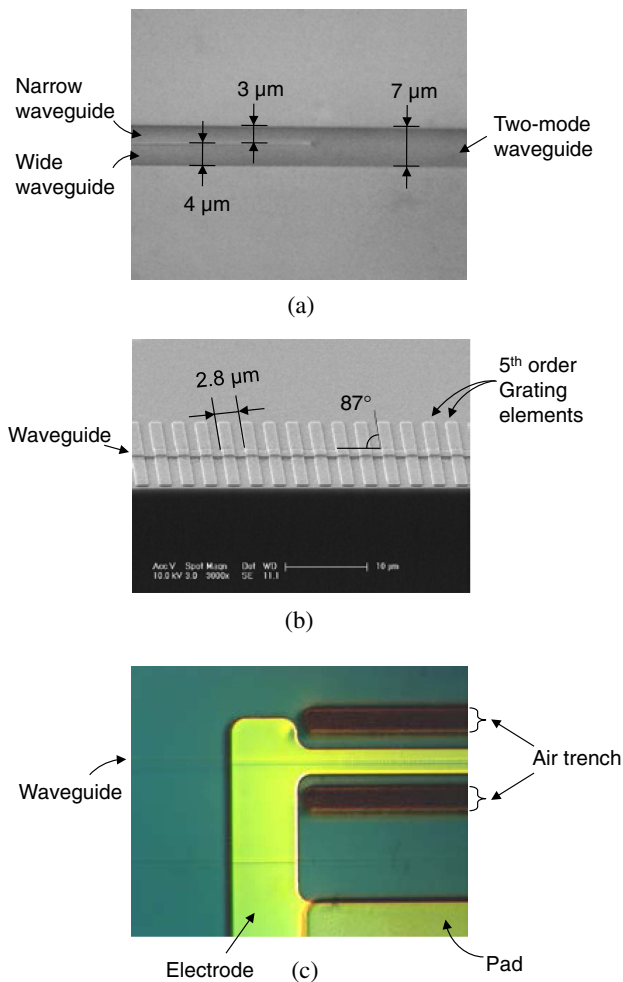 3 µm
7 µm
Narrow
waveguide
Wide
waveguide
4 µm
Two-mode
waveguide
(a)
2.8 µm
87°
5th order
Grating
elements
Waveguide
Acc.V Spot Magn Det WD
10.0 kV 3.0 3000x SE 11.1
10 µm
(b)
Waveguide
Air trench
Electrode
(c)
Pad